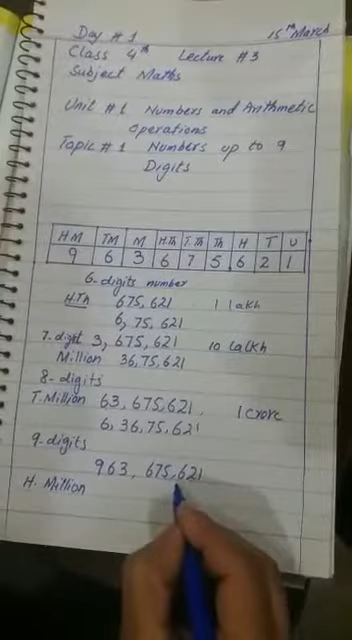 Day # 1 15th March
Class 4th Lecture # 3
Subject Maths
Unit # 1 Numbers and Arithmetic
Operations
Topic # 1 Numbers up to 9
Digits
HM TM M H.Th T.Th Th H T U
9 6 3 6 7 5 6 2 1
6-digits number
H.Th 675,621 1 lakh
6,75,621
7-digit 3,675,621 10 Lalkh
Million 36,75,621
8-digits
T.Million 63,675,621, 1 crore
6,36,75,621
9-digits
963,675,621
H. Million